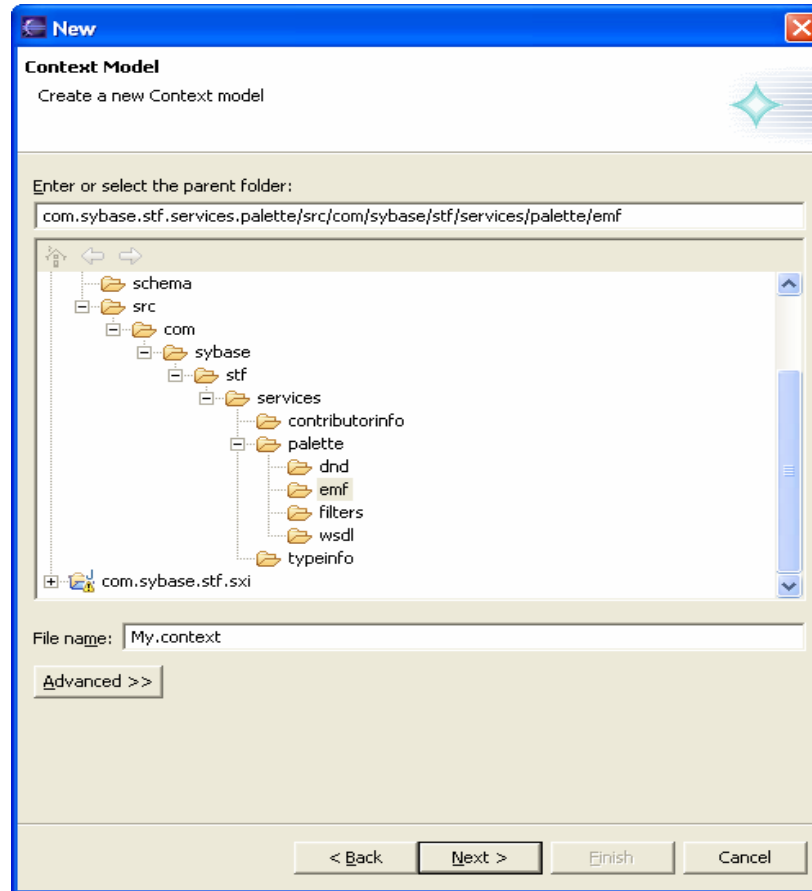 New
Context Model
Create a new Context model
Enter or select the parent folder:
com.sybase.stf.services.palette/src/com/sybase/stf/services/palette/emf
schema
src
com
sybase
stf
services
contributorinfo
palette
dnd
emf
filters
wsdl
typeinfo
com.sybase.stf.sxi
File name: My.context
Advanced >>
< Back Next > Finish Cancel